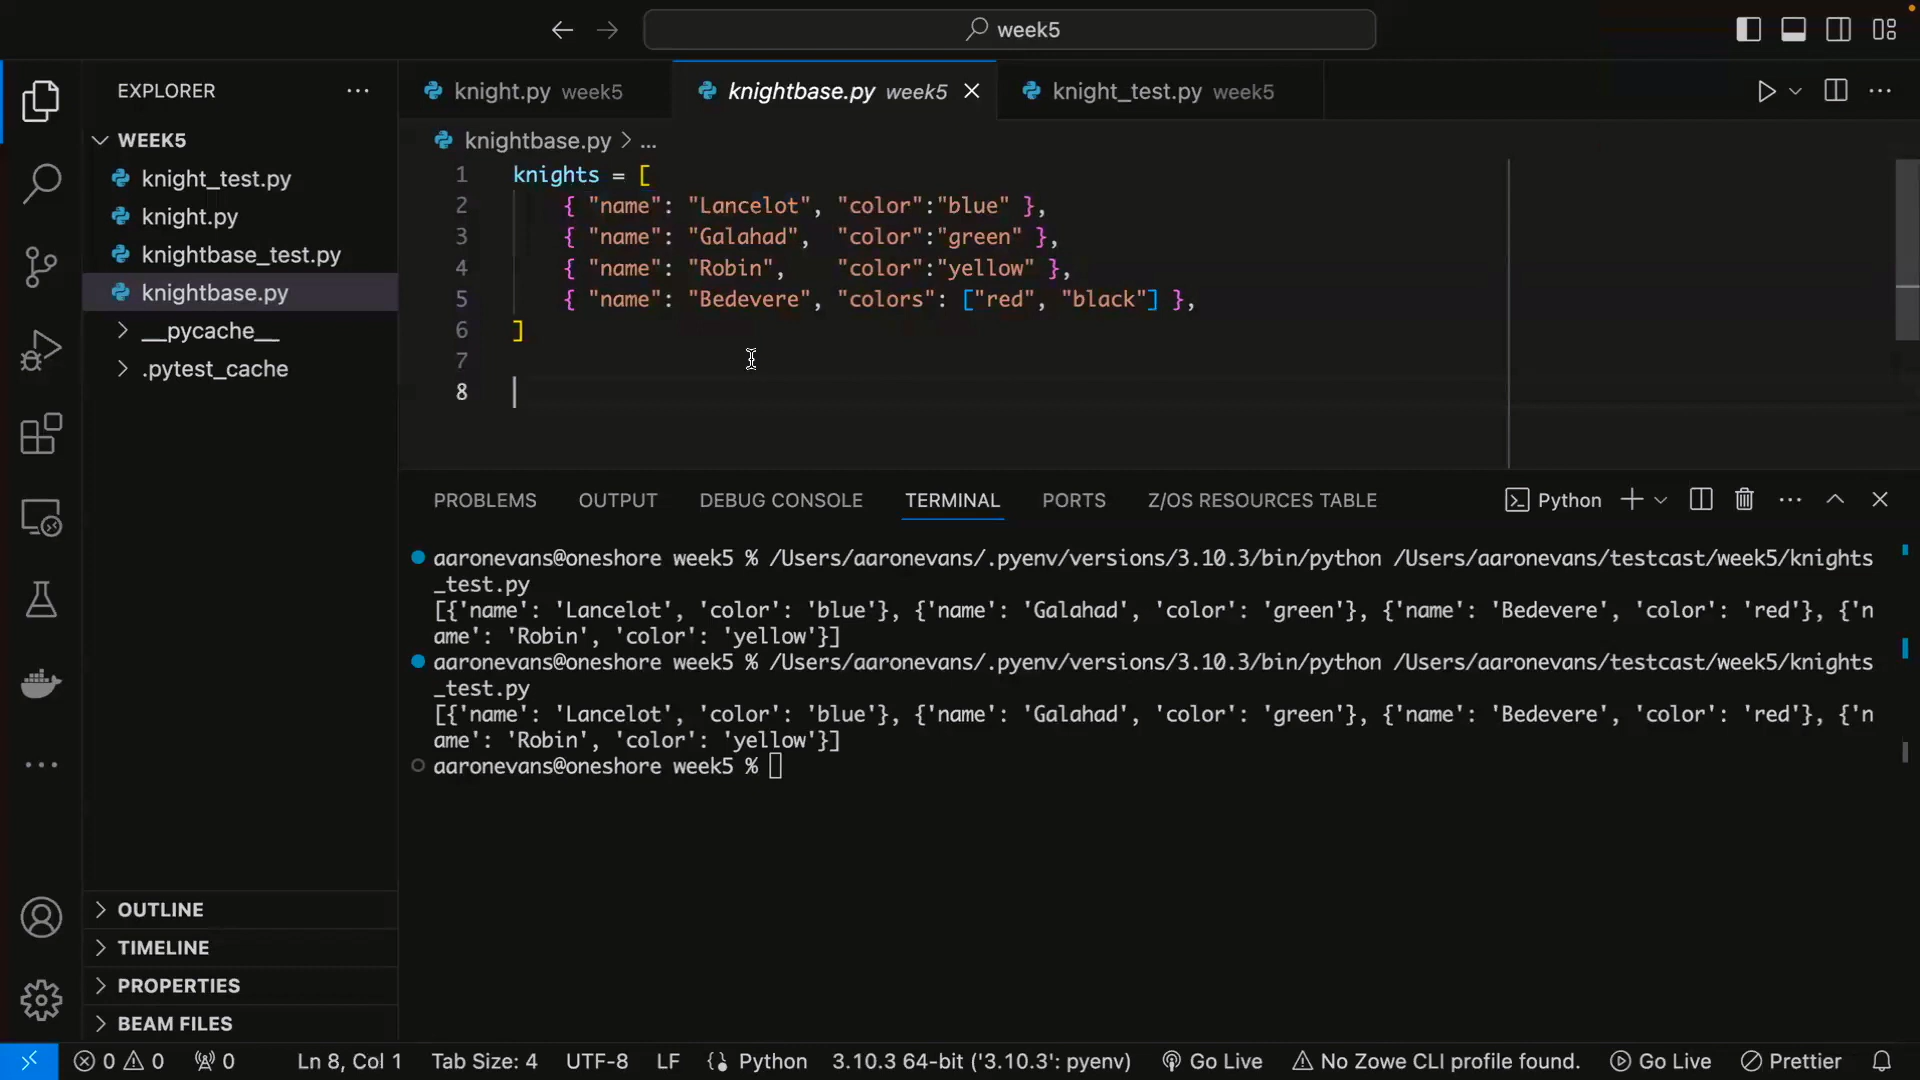 week5
EXPLORER
WEEK5
knight_test.py
knight.py
knightbase_test.py
knightbase.py
__pycache__
.pytest_cache
OUTLINE
TIMELINE
PROPERTIES
BEAM FILES
knight.py week5
knightbase.py week5
knight_test.py week5
knightbase.py > ...
1 knights = [
2 { "name": "Lancelot", "color":"blue" },
3 { "name": "Galahad", "color":"green" },
4 { "name": "Robin", "color":"yellow" },
5 { "name": "Bedevere", "colors": ["red", "black"] },
6 ]
7
8
PROBLEMS OUTPUT DEBUG CONSOLE TERMINAL PORTS Z/OS RESOURCES TABLE Python
aaronevans@oneshore week5 % /Users/aaronevans/.pyenv/versions/3.10.3/bin/python /Users/aaronevans/testcast/week5/knights
_test.py
[{'name': 'Lancelot', 'color': 'blue'}, {'name': 'Galahad', 'color': 'green'}, {'name': 'Bedevere', 'color': 'red'}, {'n
ame': 'Robin', 'color': 'yellow'}]
aaronevans@oneshore week5 % /Users/aaronevans/.pyenv/versions/3.10.3/bin/python /Users/aaronevans/testcast/week5/knights
_test.py
[{'name': 'Lancelot', 'color': 'blue'}, {'name': 'Galahad', 'color': 'green'}, {'name': 'Bedevere', 'color': 'red'}, {'n
ame': 'Robin', 'color': 'yellow'}]
aaronevans@oneshore week5 %
0 0 0 Ln 8, Col 1 Tab Size: 4 UTF-8 LF Python 3.10.3 64-bit ('3.10.3': pyenv) Go Live No Zowe CLI profile found. Go Live Prettier